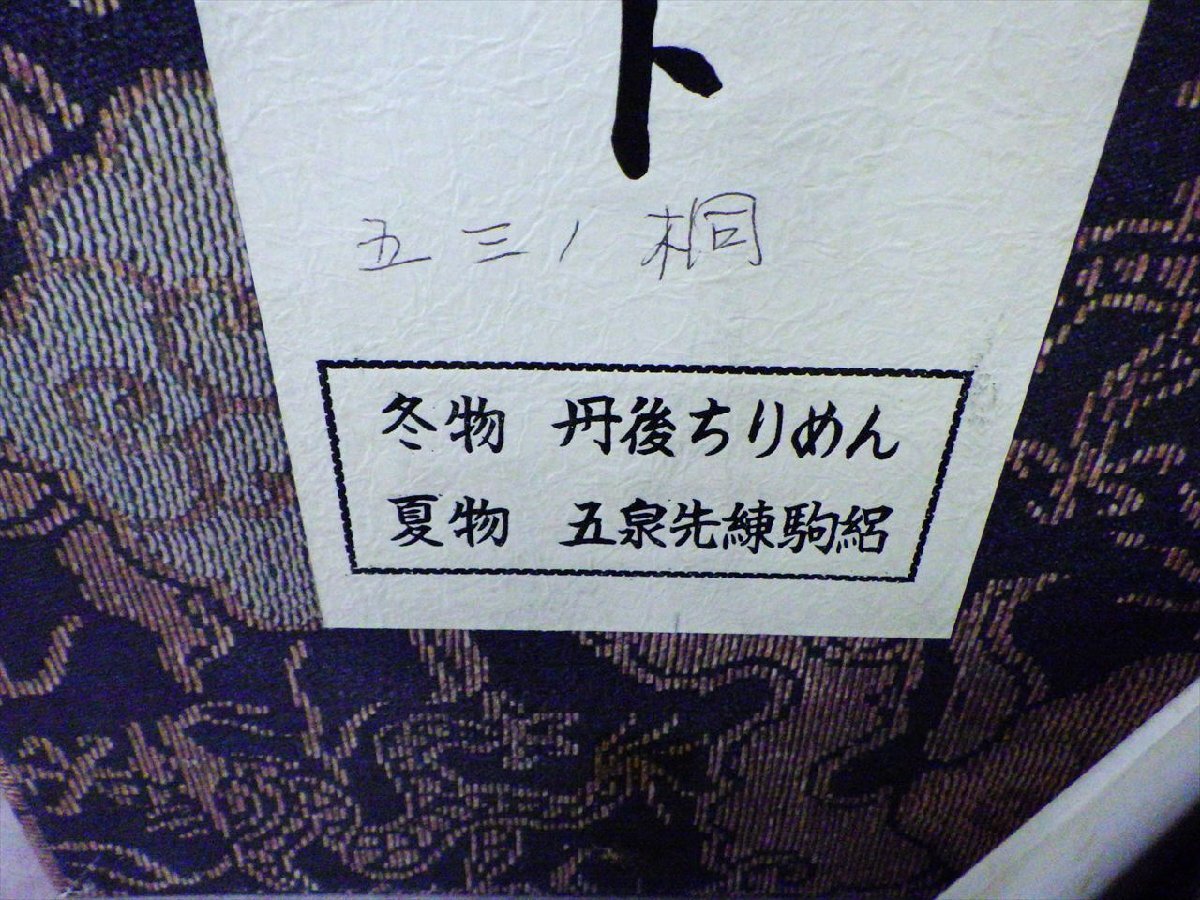 ト
五三ノ桐
冬物 丹後ちりめん
夏物 五泉先練駒絽